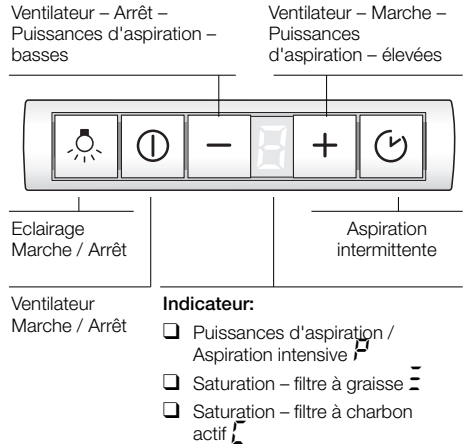 Ventilateur – Arrêt –
Puissances d'aspiration –
basses
Ventilateur – Marche –
Puissances
d'aspiration – élevées
Eclairage
Marche / Arrêt
Aspiration
intermittente
Ventilateur
Marche / Arrêt
Indicateur:
❑ Puissances d'aspiration /
Aspiration intensive P
❑ Saturation – filtre à graisse
❑ Saturation – filtre à charbon
actif